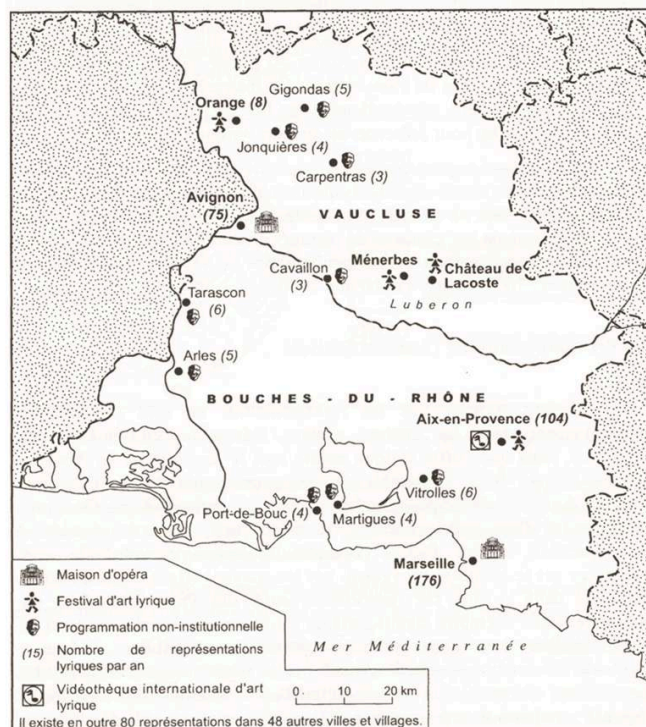 Gigondas (5)
Orange (8)
Jonquières (4)
Carpentras (3)
Avignon
(75)
VAUCLUSE
Cavaillon
(3)
Ménerbes
Château de
Lacoste
Luberon
Tarascon
(6)
Arles (5)
BOUCHES - DU - RHÔNE
Aix-en-Provence (104)
Vitrolles (6)
Port-de-Bouc (4)
Martigues (4)
Marseille
(176)
Mer Méditerranée
Maison d'opéra
Festival d'art lyrique
Programmation non-institutionnelle
(15) Nombre de représentations
lyriques par an
Vidéothèque internationale d'art
lyrique
0 10 20 km
Il existe en outre 80 représentations dans 48 autres villes et villages.